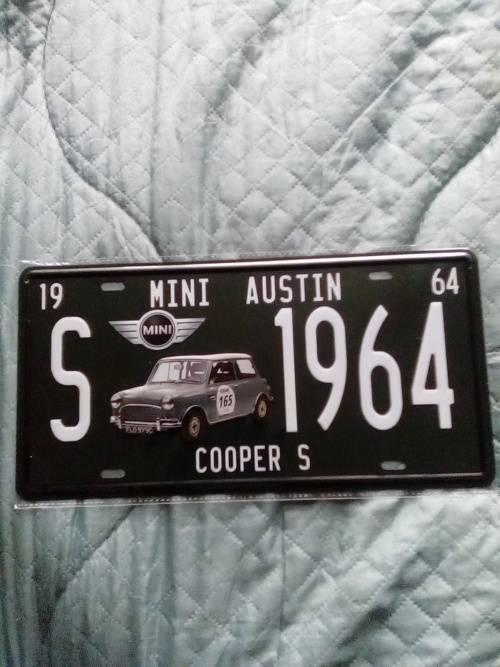 19 MINI AUSTIN 64
S MINI 1964
165
COOPER S